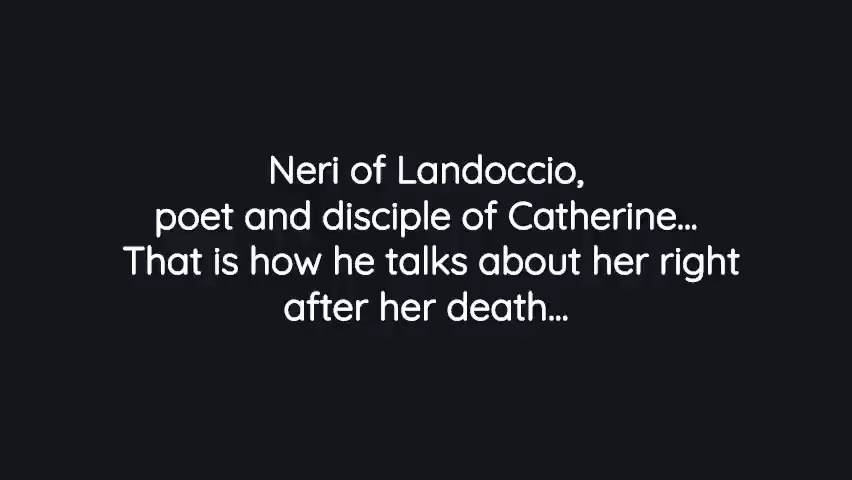 Neri of Landoccio,
poet and disciple of Catherine...
That is how he talks about her right
after her death...